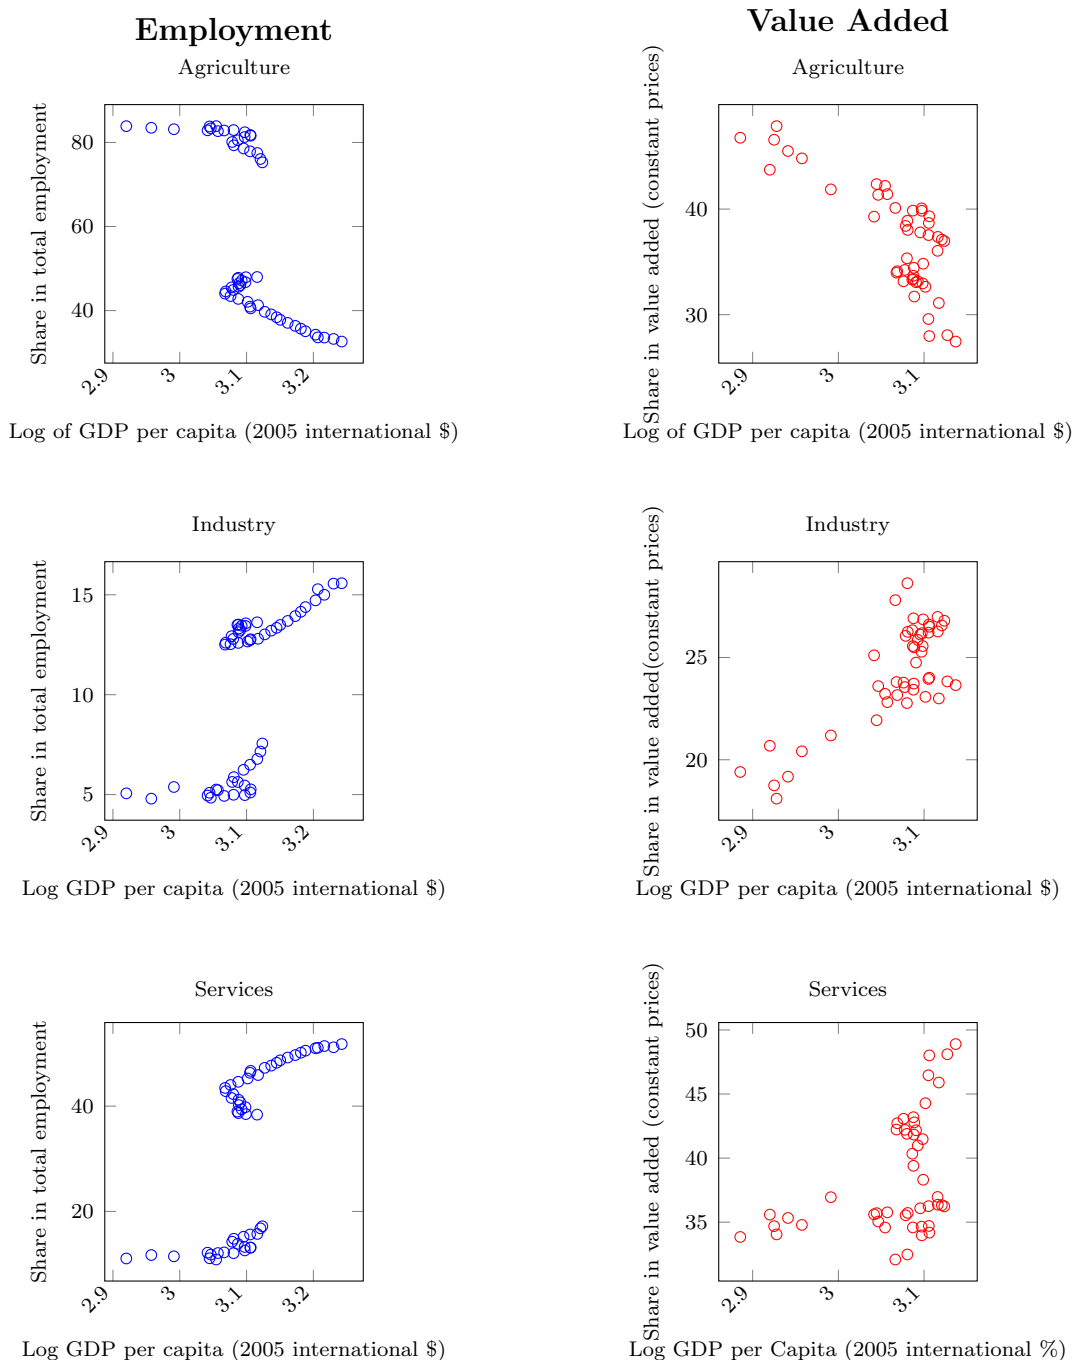 Employment
Agriculture
Share in total employment
80
60
40
2.9
3
3.1
3.2
Log of GDP per capita (2005 international $)
Value Added
Agriculture
Share in value added (constant prices)
40
30
2.9
3
3.1
Log of GDP per capita (2005 international $)
Industry
Share in total employment
15
10
5
2.9
3
3.1
3.2
Log GDP per capita (2005 international $)
Industry
Share in value added(constant prices)
25
20
2.9
3
3.1
Log GDP per capita (2005 international $)
Services
Share in total employment
40
20
2.9
3
3.1
3.2
Log GDP per capita (2005 international $)
Services
Share in value added (constant prices)
50
45
40
35
2.9
3
3.1
Log GDP per Capita (2005 international %)